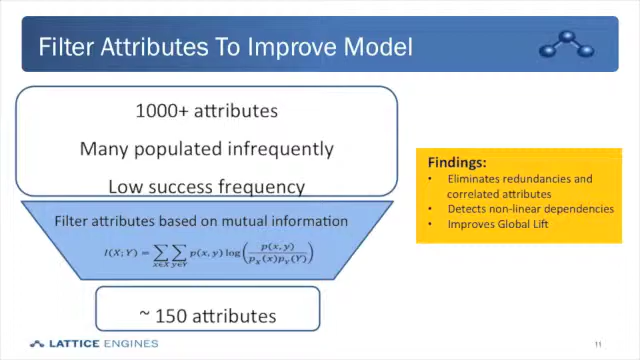 Filter Attributes To Improve Model
1000+ attributes
Many populated infrequently
Low success frequency
Filter attributes based on mutual information
I(X; Y) = ∑x∈X ∑y∈Y p(x, y) log (p(x, y) / pX(x)pY(Y))
~ 150 attributes
Findings:
• Eliminates redundancies and
correlated attributes
• Detects non-linear dependencies
• Improves Global Lift
LATTICE ENGINES
11